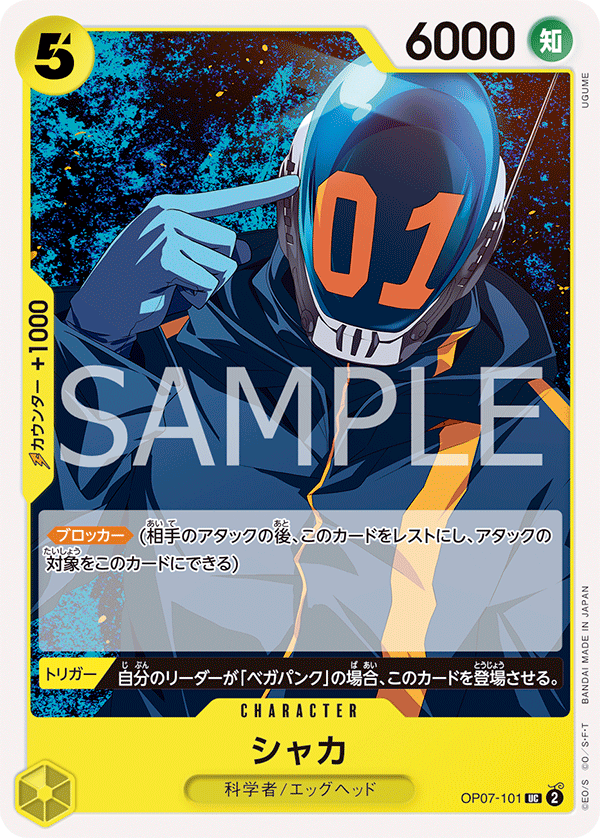 5
6000
知
UGUME
01
カウンター +1000
SAMPLE
ブロッカー (相手のアタックの後、このカードをレストにし、アタックの
対象をこのカードにできる)
トリガー 自分のリーダーが「ベガパンク」の場合、このカードを登場させる。
CHARACTER
シャカ
科学者/エッグヘッド
OP07-101 UC 2
©E.O/S ©O/S・F・T BANDAI MADE IN JAPAN